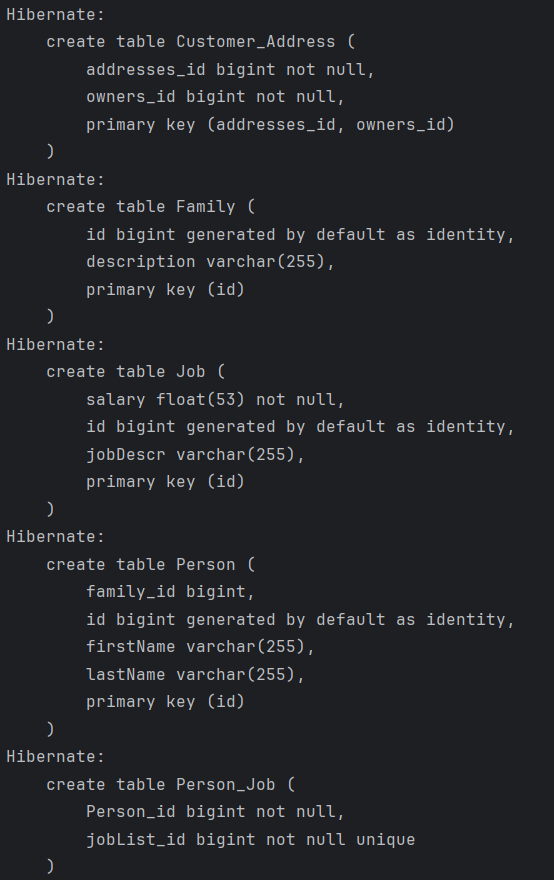 Hibernate:
    create table Customer_Address (
        addresses_id bigint not null,
        owners_id bigint not null,
        primary key (addresses_id, owners_id)
    )
Hibernate:
    create table Family (
        id bigint generated by default as identity,
        description varchar(255),
        primary key (id)
    )
Hibernate:
    create table Job (
        salary float(53) not null,
        id bigint generated by default as identity,
        jobDescr varchar(255),
        primary key (id)
    )
Hibernate:
    create table Person (
        family_id bigint,
        id bigint generated by default as identity,
        firstName varchar(255),
        lastName varchar(255),
        primary key (id)
    )
Hibernate:
    create table Person_Job (
        Person_id bigint not null,
        jobList_id bigint not null unique
    )